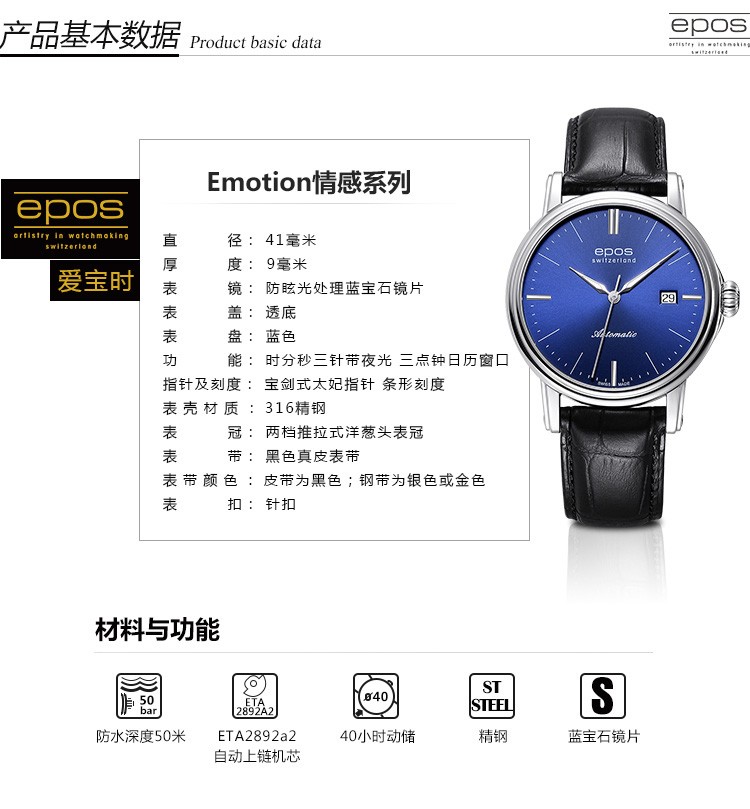 产品基本数据 Product basic data
epos
artistry in watchmaking
switzerland
epos
artistry in watchmaking
switzerland
爱宝时
Emotion情感系列
直 径： 41毫米
厚 度： 9毫米
表 镜： 防眩光处理蓝宝石镜片
表 盖： 透底
表 盘： 蓝色
功 能： 时分秒三针带夜光 三点钟日历窗口
指针及刻度： 宝剑式太妃指针 条形刻度
表壳材质： 316精钢
表 冠： 两档推拉式洋葱头表冠
表 带： 黑色真皮表带
表带颜色： 皮带为黑色；钢带为银色或金色
表 扣： 针扣
epos
switzerland
29
Automatic
SWISS MADE
材料与功能
50
bar
防水深度50米
ETA
2892A2
ETA2892a2
自动上链机芯
ø40
40小时动储
ST
STEEL
精钢
S
蓝宝石镜片